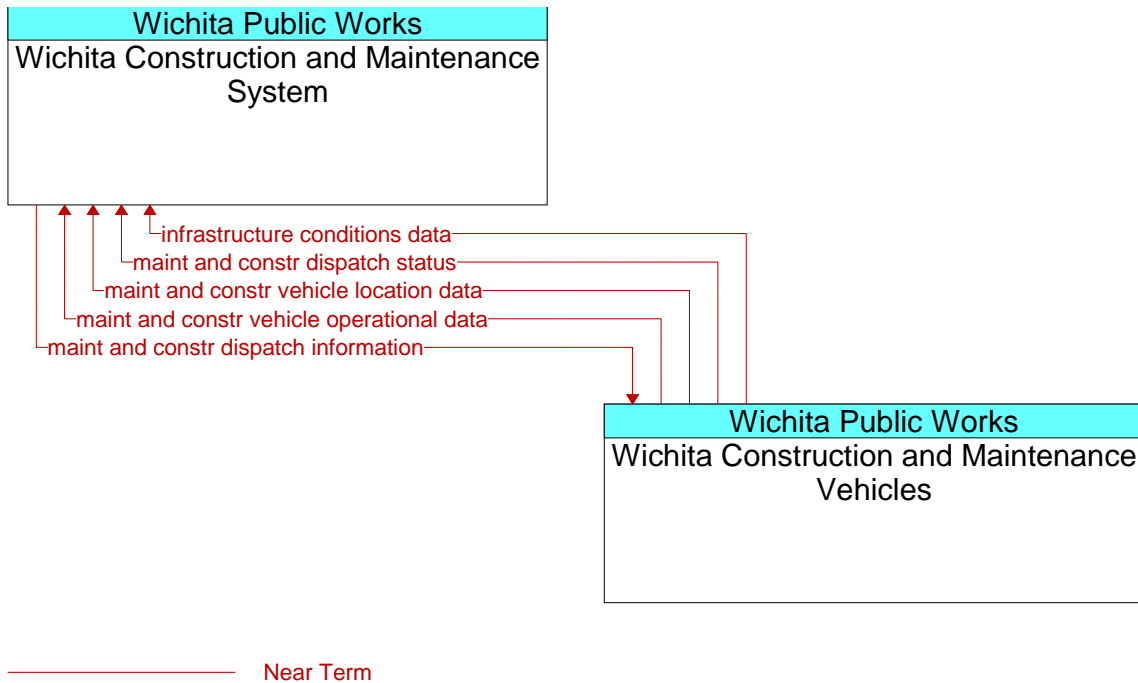 Wichita Public Works
Wichita Construction and Maintenance
System
infrastructure conditions data
maint and constr dispatch status
maint and constr vehicle location data
maint and constr vehicle operational data
maint and constr dispatch information
Wichita Public Works
Wichita Construction and Maintenance
Vehicles
Near Term